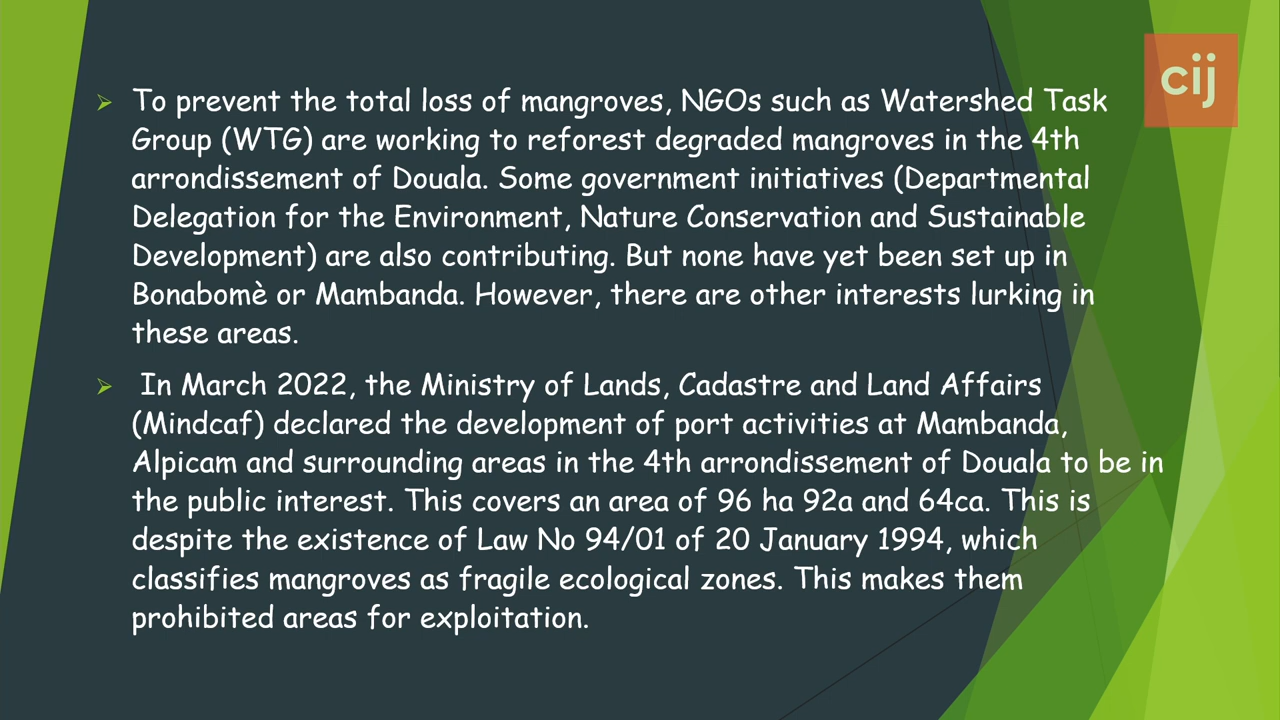 cij
To prevent the total loss of mangroves, NGOs such as Watershed Task
Group (WTG) are working to reforest degraded mangroves in the 4th
arrondissement of Douala. Some government initiatives (Departmental
Delegation for the Environment, Nature Conservation and Sustainable
Development) are also contributing. But none have yet been set up in
Bonabomè or Mambanda. However, there are other interests lurking in
these areas.
In March 2022, the Ministry of Lands, Cadastre and Land Affairs
(Mindcaf) declared the development of port activities at Mambanda,
Alpicam and surrounding areas in the 4th arrondissement of Douala to be in
the public interest. This covers an area of 96 ha 92a and 64ca. This is
despite the existence of Law No 94/01 of 20 January 1994, which
classifies mangroves as fragile ecological zones. This makes them
prohibited areas for exploitation.